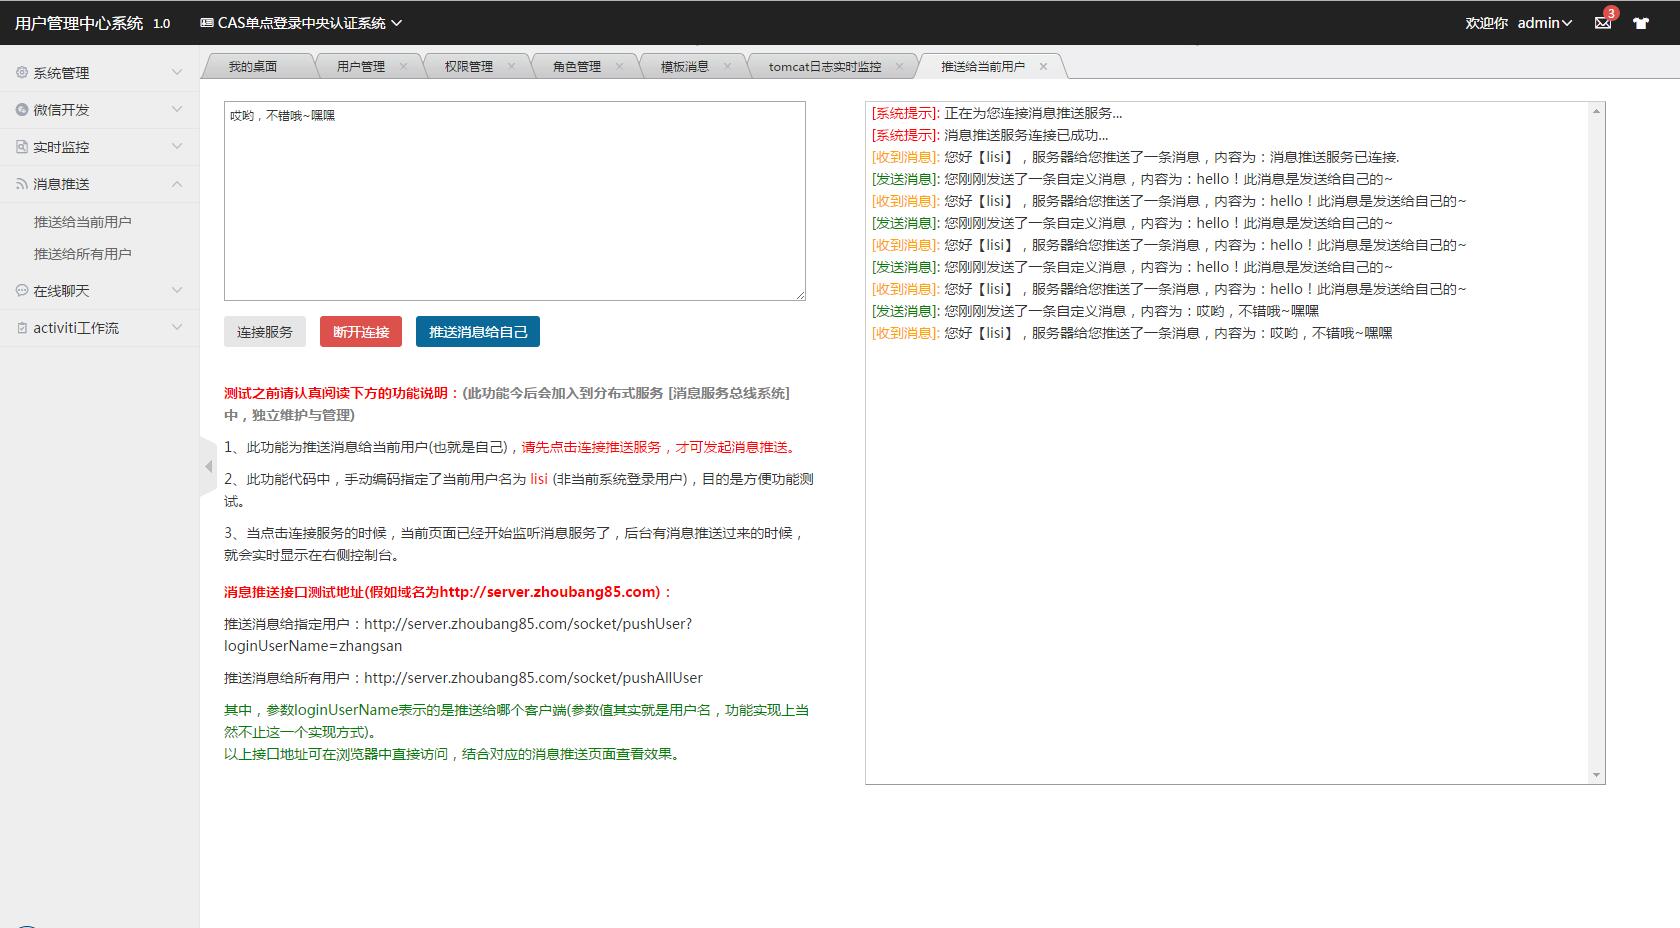 用户管理中心系统 1.0 CAS单点登录中央认证系统 欢迎你 admin 3
我的桌面 用户管理 权限管理 角色管理 模板消息 tomcat日志实时监控 推送给当前用户
系统管理
微信开发
实时监控
消息推送
推送给当前用户
推送给所有用户
在线聊天
activiti工作流
哎哟，不错哦~嘿嘿
连接服务 断开连接 推送消息给自己
测试之前请认真阅读下方的功能说明：(此功能今后会加入到分布式服务 [消息服务总线系统]
中，独立维护与管理)
1、此功能为推送消息给当前用户(也就是自己)，请先点击连接推送服务，才可发起消息推送。
2、此功能代码中，手动编码指定了当前用户名为 lisi (非当前系统登录用户)，目的是方便功能测
试。
3、当点击连接服务的时候，当前页面已经开始监听消息服务了，后台有消息推送过来的时候，
就会实时显示在右侧控制台。
消息推送接口测试地址(假如域名为http://server.zhoubang85.com)：
推送消息给指定用户：http://server.zhoubang85.com/socket/pushUser?
loginUserName=zhangsan
推送消息给所有用户：http://server.zhoubang85.com/socket/pushAllUser
其中，参数loginUserName表示的是推送给哪个客户端(参数值其实就是用户名，功能实现上当
然不止这一个实现方式)。
以上接口地址可在浏览器中直接访问，结合对应的消息推送页面查看效果。
[系统提示]: 正在为您连接消息推送服务...
[系统提示]: 消息推送服务连接已成功...
[收到消息]: 您好【lisi】，服务器给您推送了一条消息，内容为：消息推送服务已连接.
[发送消息]: 您刚刚发送了一条自定义消息，内容为：hello！此消息是发送给自己的~
[收到消息]: 您好【lisi】，服务器给您推送了一条消息，内容为：hello！此消息是发送给自己的~
[发送消息]: 您刚刚发送了一条自定义消息，内容为：hello！此消息是发送给自己的~
[收到消息]: 您好【lisi】，服务器给您推送了一条消息，内容为：hello！此消息是发送给自己的~
[发送消息]: 您刚刚发送了一条自定义消息，内容为：hello！此消息是发送给自己的~
[收到消息]: 您好【lisi】，服务器给您推送了一条消息，内容为：hello！此消息是发送给自己的~
[发送消息]: 您刚刚发送了一条自定义消息，内容为：哎哟，不错哦~嘿嘿
[收到消息]: 您好【lisi】，服务器给您推送了一条消息，内容为：哎哟，不错哦~嘿嘿